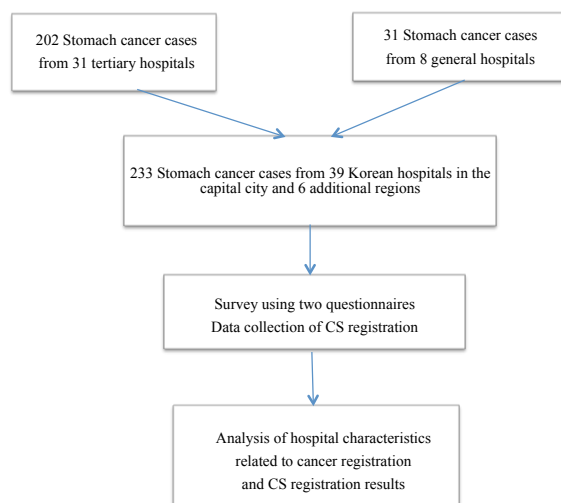 202 Stomach cancer cases
from 31 tertiary hospitals
31 Stomach cancer cases
from 8 general hospitals
233 Stomach cancer cases from 39 Korean hospitals in the
capital city and 6 additional regions
Survey using two questionnaires
Data collection of CS registration
Analysis of hospital characteristics
related to cancer registration
and CS registration results